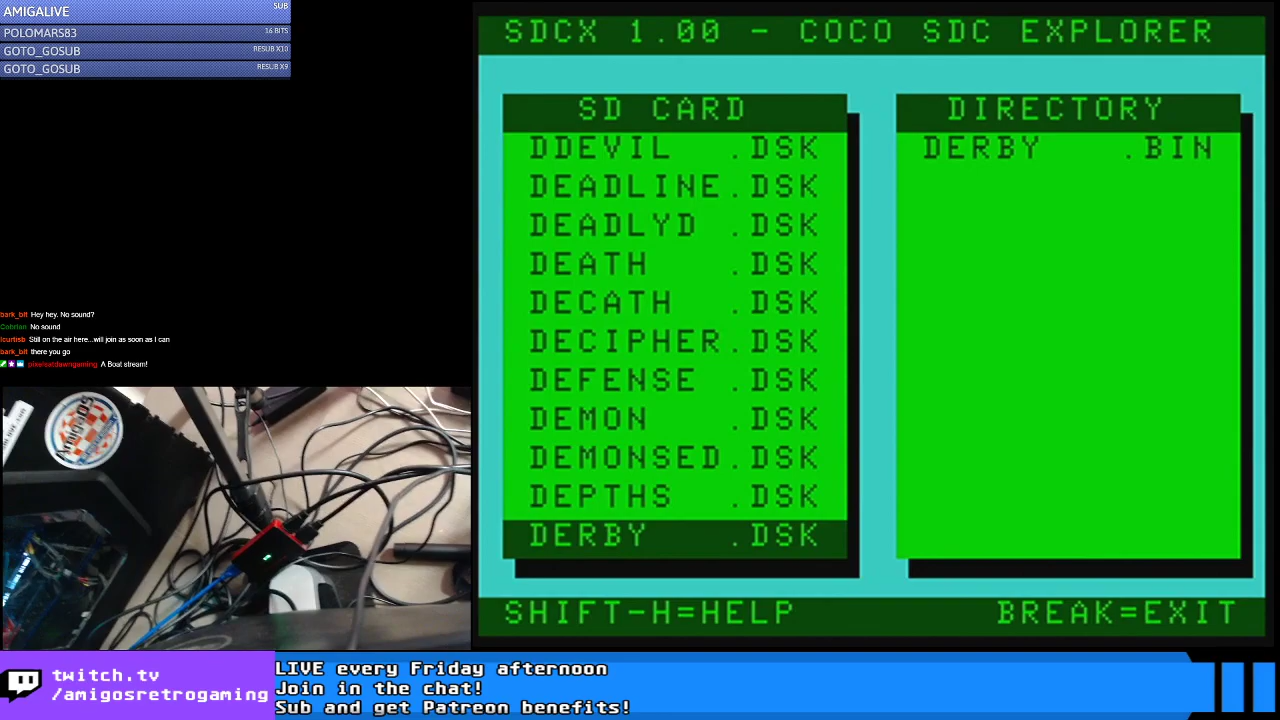 AMIGALIVE SUB
POLOMARS83 16 BITS
GOTO_GOSUB RESUB X10
GOTO_GOSUB RESUB X9
bark_bit Hey hey. No sound?
Cobrian No sound
lcurtisb Still on the air here...will join as soon as I can
bark_bit there you go
pixelsatdawngaming A Boat stream!
twitch.tv
/amigosretrogaming
SDCX 1.00 - COCO SDC EXPLORER
SD CARD
DDEVIL .DSK
DEADLINE.DSK
DEADLYD .DSK
DEATH .DSK
DECATH .DSK
DECIPHER.DSK
DEFENSE .DSK
DEMON .DSK
DEMONSED.DSK
DEPTHS .DSK
DERBY .DSK
DIRECTORY
DERBY .BIN
SHIFT-H=HELP BREAK=EXIT
LIVE every Friday afternoon
Join in the chat!
Sub and get Patreon benefits!